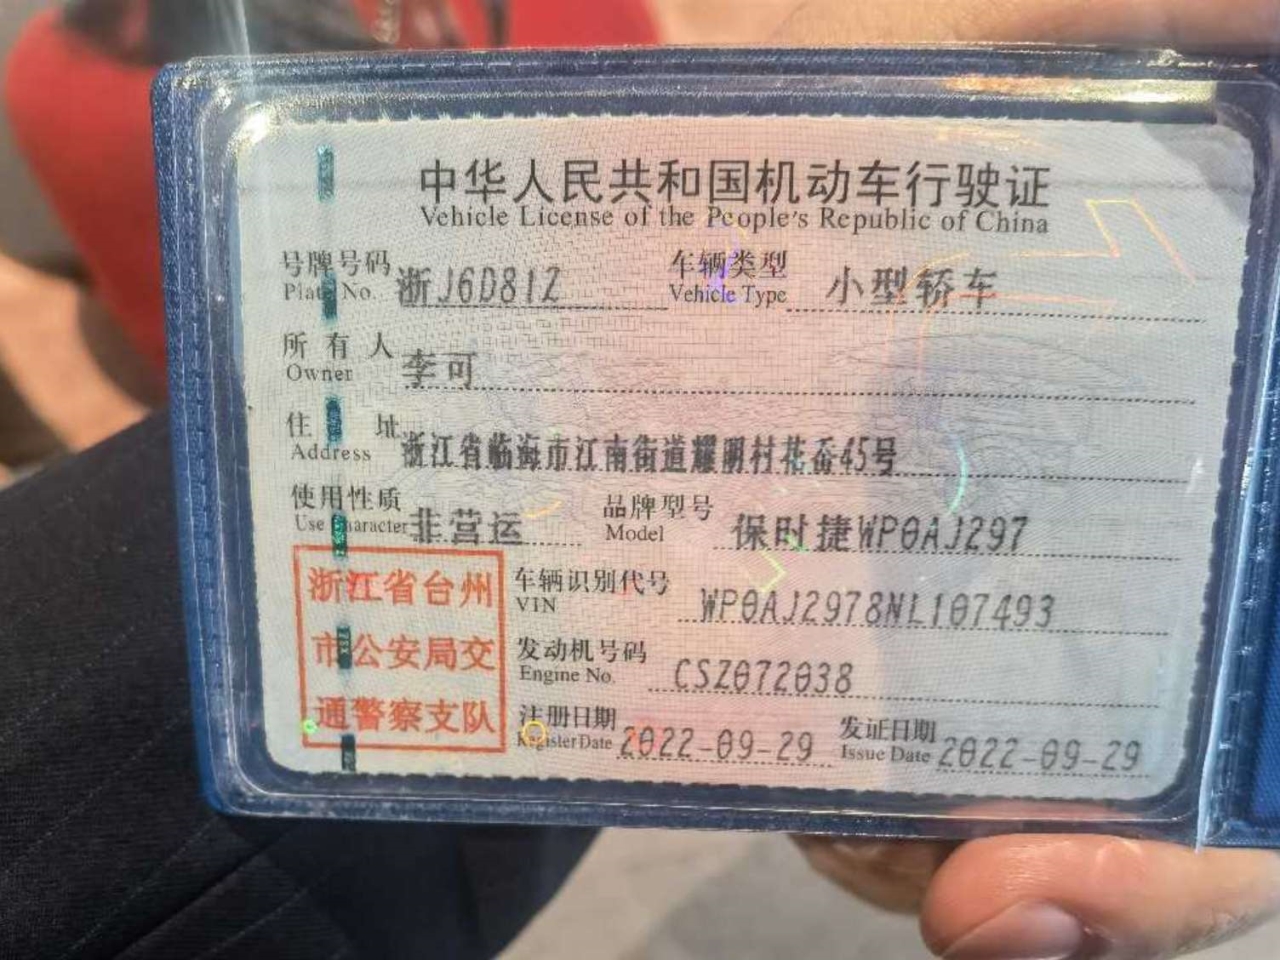 中华人民共和国机动车行驶证
Vehicle License of the People's Republic of China
号牌号码 浙J6D81Z 车辆类型 小型轿车
Plate No. Vehicle Type
所有人 李可
Owner
住址 浙江省临海市江南街道耀朋村花岙45号
Address
使用性质 非营运 品牌型号 保时捷WP0AJ297
Use Character Model
浙江省台州
市公安局交
通警察支队
车辆识别代号 WP0AJ2978NL107493
VIN
发动机号码 CSZ072038
Engine No.
注册日期 2022-09-29 发证日期 2022-09-29
Register Date Issue Date